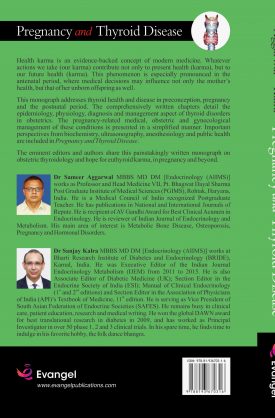 Pregnancy and Thyroid Disease
Health karma is an evidence-backed concept of modern medicine. Whatever
actions we take (our karma) contribute not only to present health (karma), but to
our future health (karma). This phenomenon is especially pronounced in the
antenatal period, where medical decisions may influence not only the mother's
health, but that of her unborn offspring as well.
This monograph addresses thyroid health and disease in preconception, pregnancy
and the postnatal period. The comprehensively written chapters detail the
epidemiology, physiology, diagnosis and management aspect of thyroid disorders
in obstetrics. The pregnancy-related medical, obstetric and gynecological
management of these conditions is presented in a simplified manner. Important
perspectives from biochemistry, ultrasonography, anesthesiology and public health
are included in Pregnancy and Thyroid Disease.
The eminent editors and authors share this painstakingly written monograph on
obstetric thyroidology and hope for euthyroid karma, in pregnancy and beyond.
Dr Sameer Aggarwal MBBS MD DM [Endocrinology (AIIMS)]
works as Professor and Head Medicine VII, Pt. Bhagwat Dayal Sharma
Post Graduate Institute of Medical Sciences (PGIMS), Rohtak, Haryana,
India. He is a Medical Council of India recognized Postgraduate
Teacher. He has publications in National and International Journals of
Repute. He is recipient of AV Gandhi Award for Best Clinical Answers in
Endocrinology. He is reviewer of Indian Journal of Endocrinology and
Metabolism. His main area of interest is Metabolic Bone Disease, Osteoporosis,
Pregnancy and Hormonal Disorders.
Dr Sanjay Kalra MBBS MD DM [Endocrinology (AIIMS)] works at
Bharti Research Institute of Diabetes and Endocrinology (BRIDE),
Karnal, India. He was Executive Editor of the Indian Journal
Endocrinology Metabolism (IJEM) from 2011 to 2015. He is also
Associate Editor of Diabetic Medicine (UK); Section Editor in the
Endocrine Society of India (ESI): Manual of Clinical Endocrinology
(1st and 2nd editions) and Section Editor in the Association of Physicians
of India (API's) Textbook of Medicine, 11th edition. He is serving as Vice President of
South Asian Federation of Endocrine Societies (SAFES). He remains busy in clinical
care, patient education, research and medical writing. He won the global DAWN award
for best translational research in diabetes in 2009, and has worked as Principal
Investigator over 50 phase 1, 2 and 3 clinical trials. In his spare time, he finds time to
indulge in his favorite hobby, the folk dance bhangra.
Evangel
www.evangelpublications.com